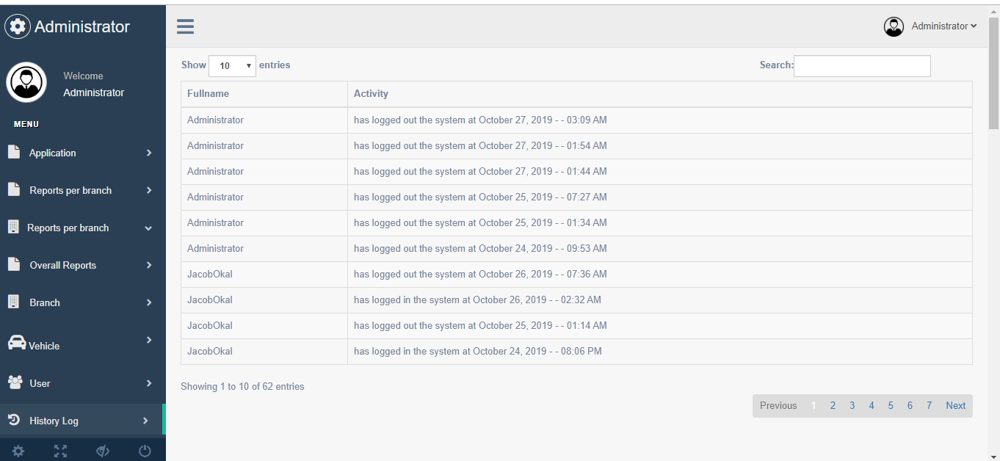 Administrator
Administrator
Welcome
Administrator
MENU
Application
Reports per branch
Reports per branch
Overall Reports
Branch
Vehicle
User
History Log
Show 10 entries Search:
Fullname Activity
Administrator has logged out the system at October 27, 2019 - - 03:09 AM
Administrator has logged out the system at October 27, 2019 - - 01:54 AM
Administrator has logged out the system at October 27, 2019 - - 01:44 AM
Administrator has logged out the system at October 25, 2019 - - 07:27 AM
Administrator has logged out the system at October 25, 2019 - - 01:34 AM
Administrator has logged out the system at October 24, 2019 - - 09:53 AM
JacobOkal has logged out the system at October 26, 2019 - - 07:36 AM
JacobOkal has logged in the system at October 26, 2019 - - 02:32 AM
JacobOkal has logged out the system at October 25, 2019 - - 01:14 AM
JacobOkal has logged in the system at October 24, 2019 - - 08:06 PM
Showing 1 to 10 of 62 entries
Previous 1 2 3 4 5 6 7 Next